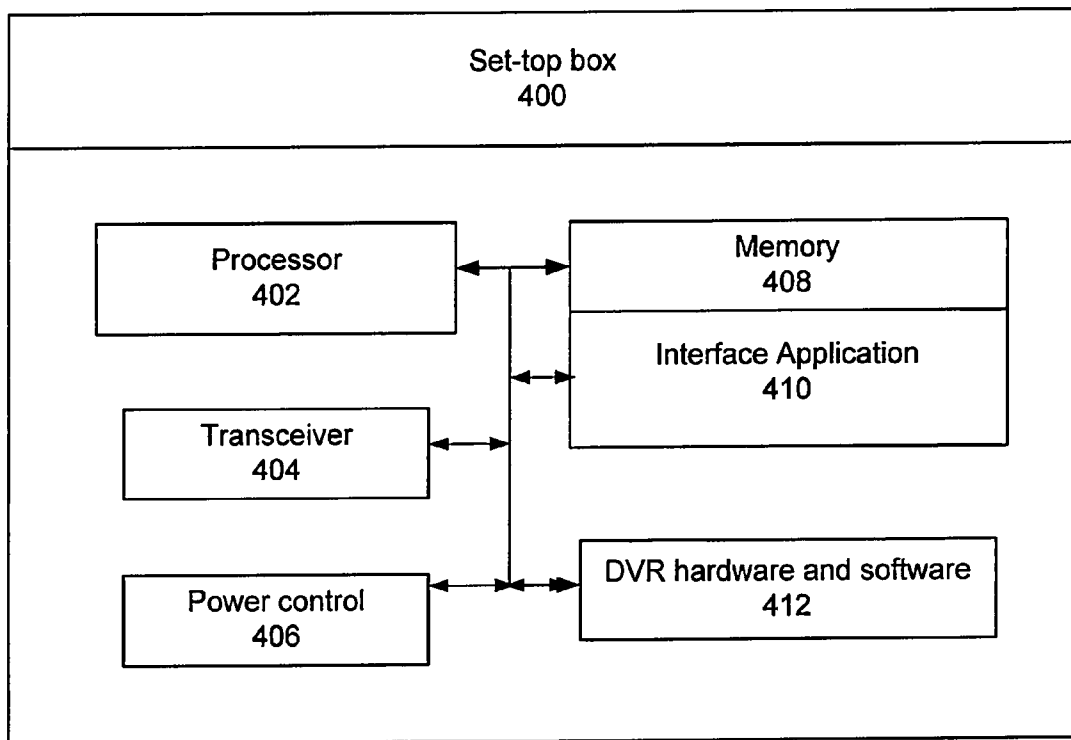 Set-top box
400
Processor
402
Memory
408
Interface Application
410
Transceiver
404
Power control
406
DVR hardware and software
412